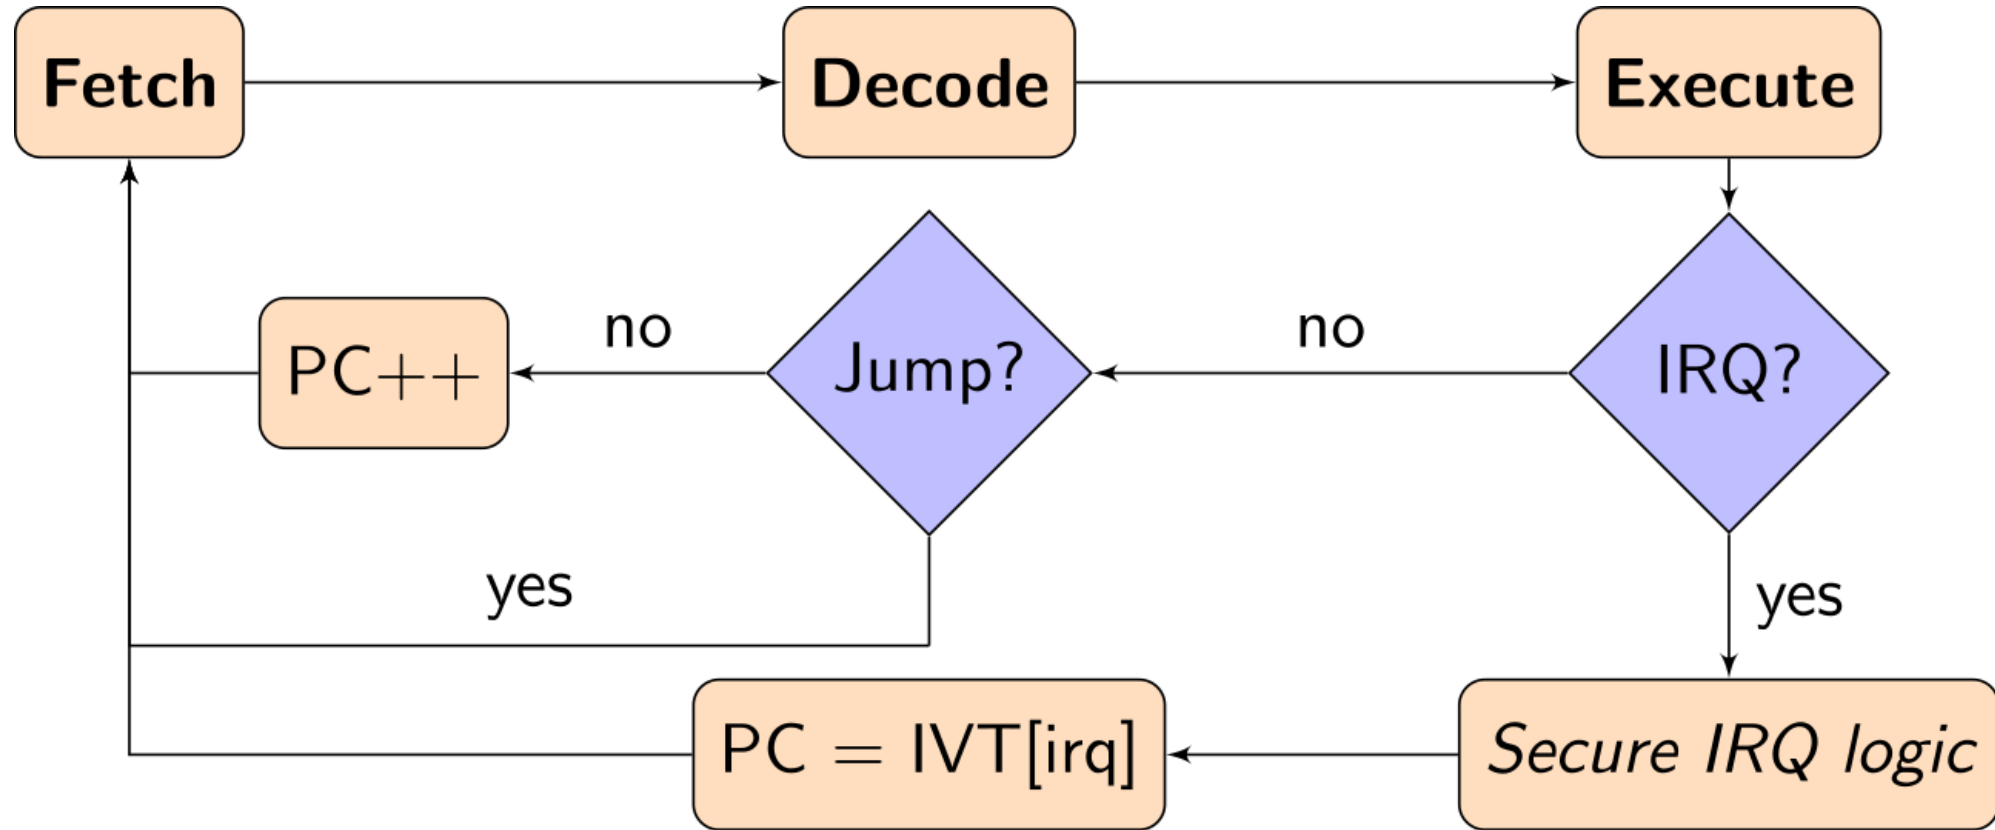 Fetch
Decode
Execute
PC++
no
Jump?
no
IRQ?
yes
yes
PC = IVT[irq]
Secure IRQ logic